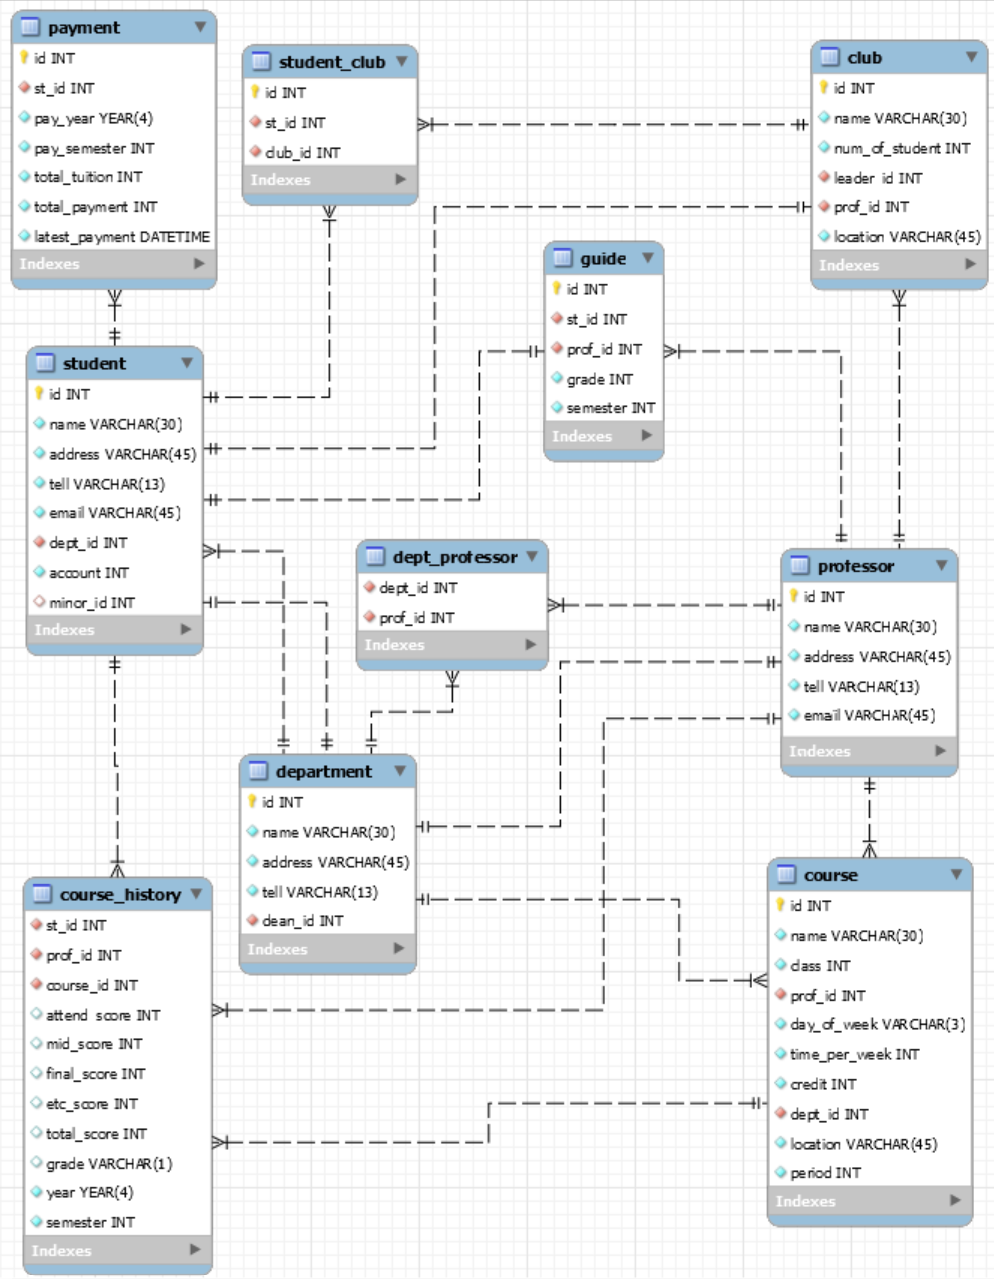 payment
id INT
st_id INT
pay_year YEAR(4)
pay_semester INT
total_tuition INT
total_payment INT
latest_payment DATETIME
Indexes
student_club
id INT
st_id INT
club_id INT
Indexes
club
id INT
name VARCHAR(30)
num_of_student INT
leader id INT
prof_id INT
location VARCHAR(45)
Indexes
guide
id INT
st_id INT
prof_id INT
grade INT
semester INT
Indexes
student
id INT
name VARCHAR(30)
address VARCHAR(45)
tell VARCHAR(13)
email VARCHAR(45)
dept_id INT
account INT
minor_id INT
Indexes
dept_professor
dept_id INT
prof_id INT
Indexes
professor
id INT
name VARCHAR(30)
address VARCHAR(45)
tell VARCHAR(13)
email VARCHAR(45)
Indexes
department
id INT
name VARCHAR(30)
address VARCHAR(45)
tell VARCHAR(13)
dean_id INT
Indexes
course_history
st_id INT
prof_id INT
course_id INT
attend_score INT
mid_score INT
final_score INT
etc_score INT
total_score INT
grade VARCHAR(1)
year YEAR(4)
semester INT
Indexes
course
id INT
name VARCHAR(30)
class INT
prof_id INT
day_of_week VARCHAR(3)
time_per_week INT
credit INT
dept_id INT
location VARCHAR(45)
period INT
Indexes